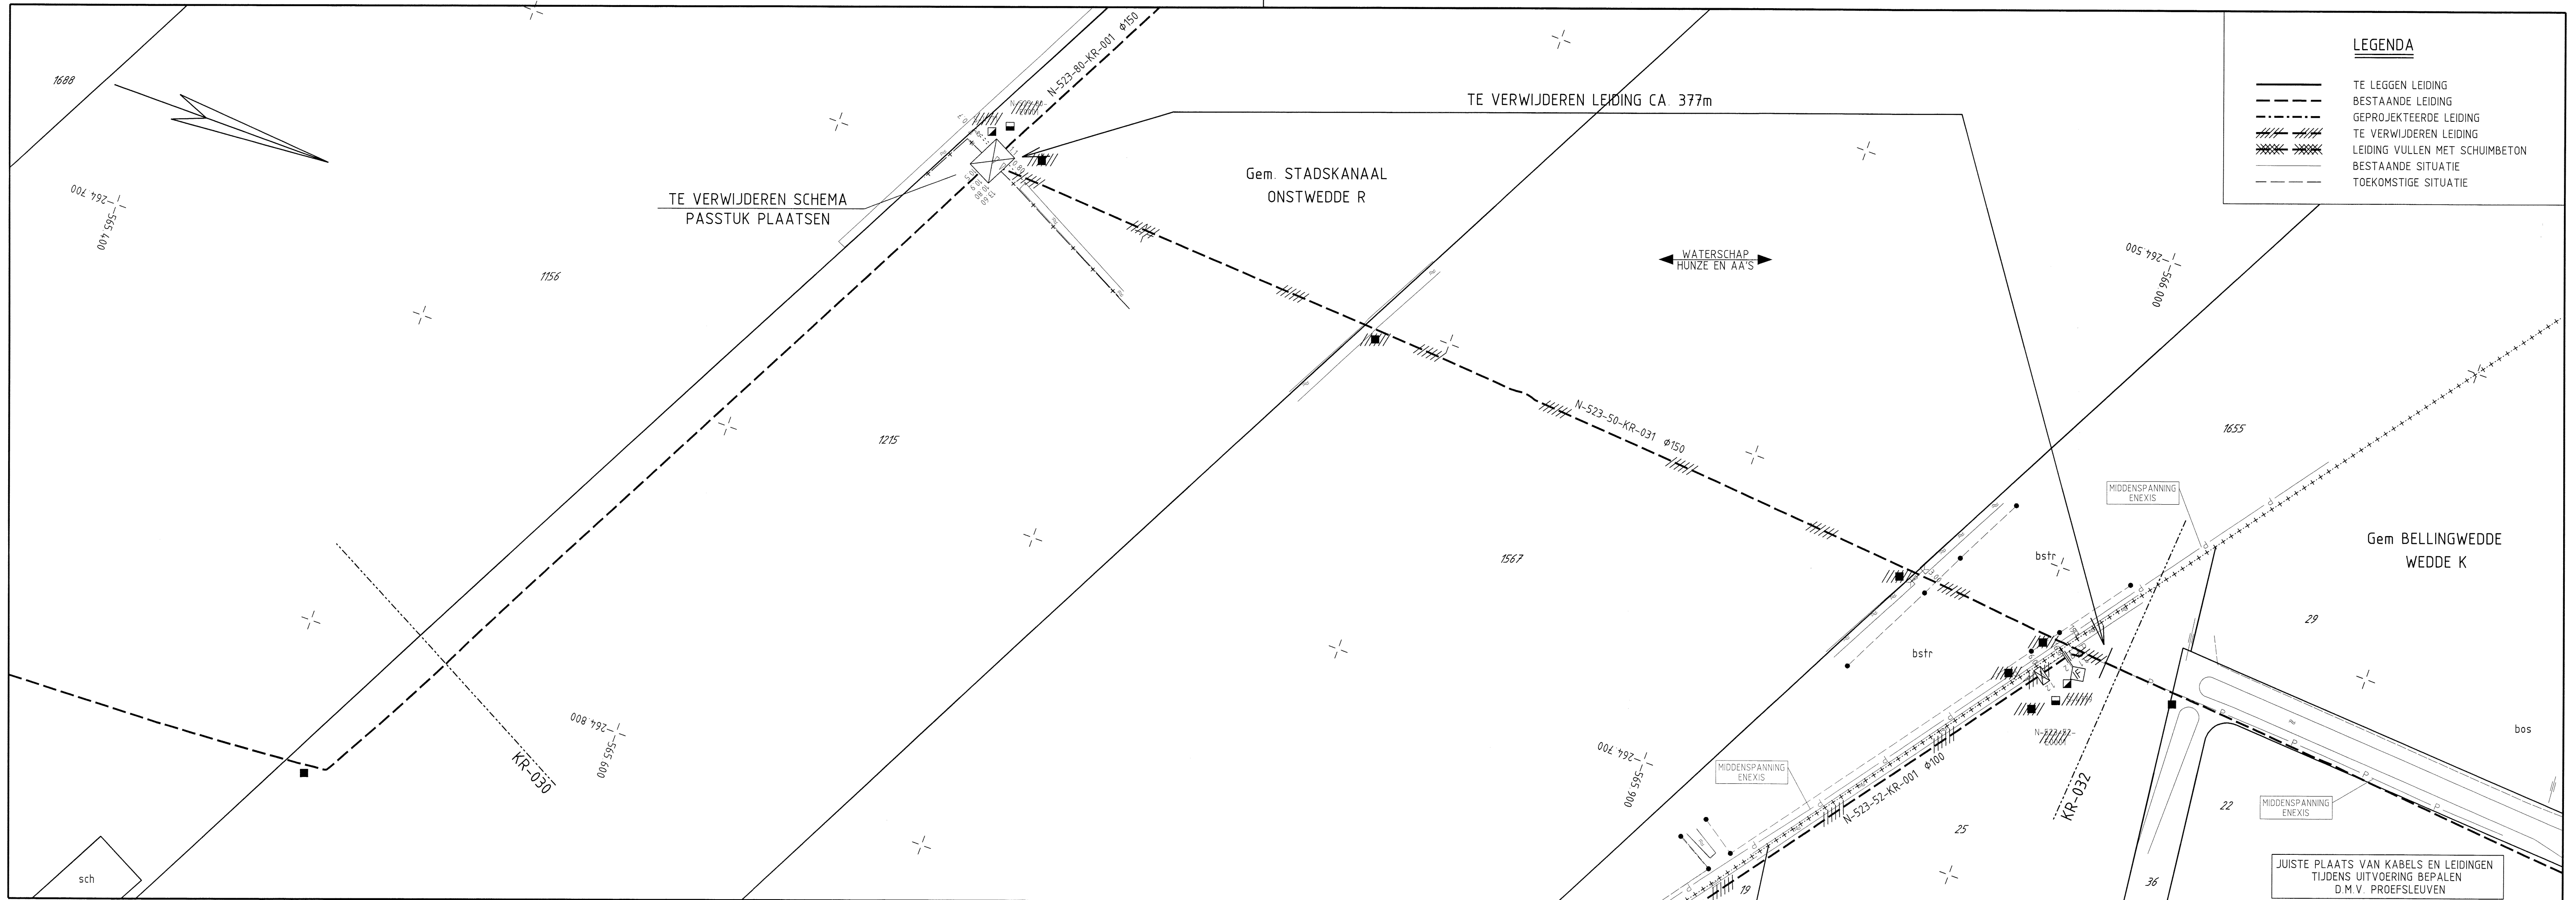 1688
N-523-80-KR-001 Ø150
TE VERWIJDEREN LEIDING CA. 377m
LEGENDA
TE LEGGEN LEIDING
BESTAANDE LEIDING
GEPROJEKTEERDE LEIDING
TE VERWIJDEREN LEIDING
LEIDING VULLEN MET SCHUIMBETON
BESTAANDE SITUATIE
TOEKOMSTIGE SITUATIE
264.700
565.400
TE VERWIJDEREN SCHEMA
PASSTUK PLAATSEN
Gem. STADSKANAAL
ONSTWEDDE R
WATERSCHAP
HUNZE EN AA'S
264.500
566.000
1156
1215
N-523-50-KR-031 Ø150
1655
MIDDENSPANNING
ENEXIS
Gem BELLINGWEDDE
WEDDE K
1567
bstr
bstr
29
bos
264.800
565.600
KR-030
264.700
565.900
MIDDENSPANNING
ENEXIS
N-523-52-KR-001 Ø100
KR-032
22
MIDDENSPANNING
ENEXIS
25
sch
19
36
JUISTE PLAATS VAN KABELS EN LEIDINGEN
TIJDENS UITVOERING BEPALEN
D.M.V. PROEFSLEUVEN